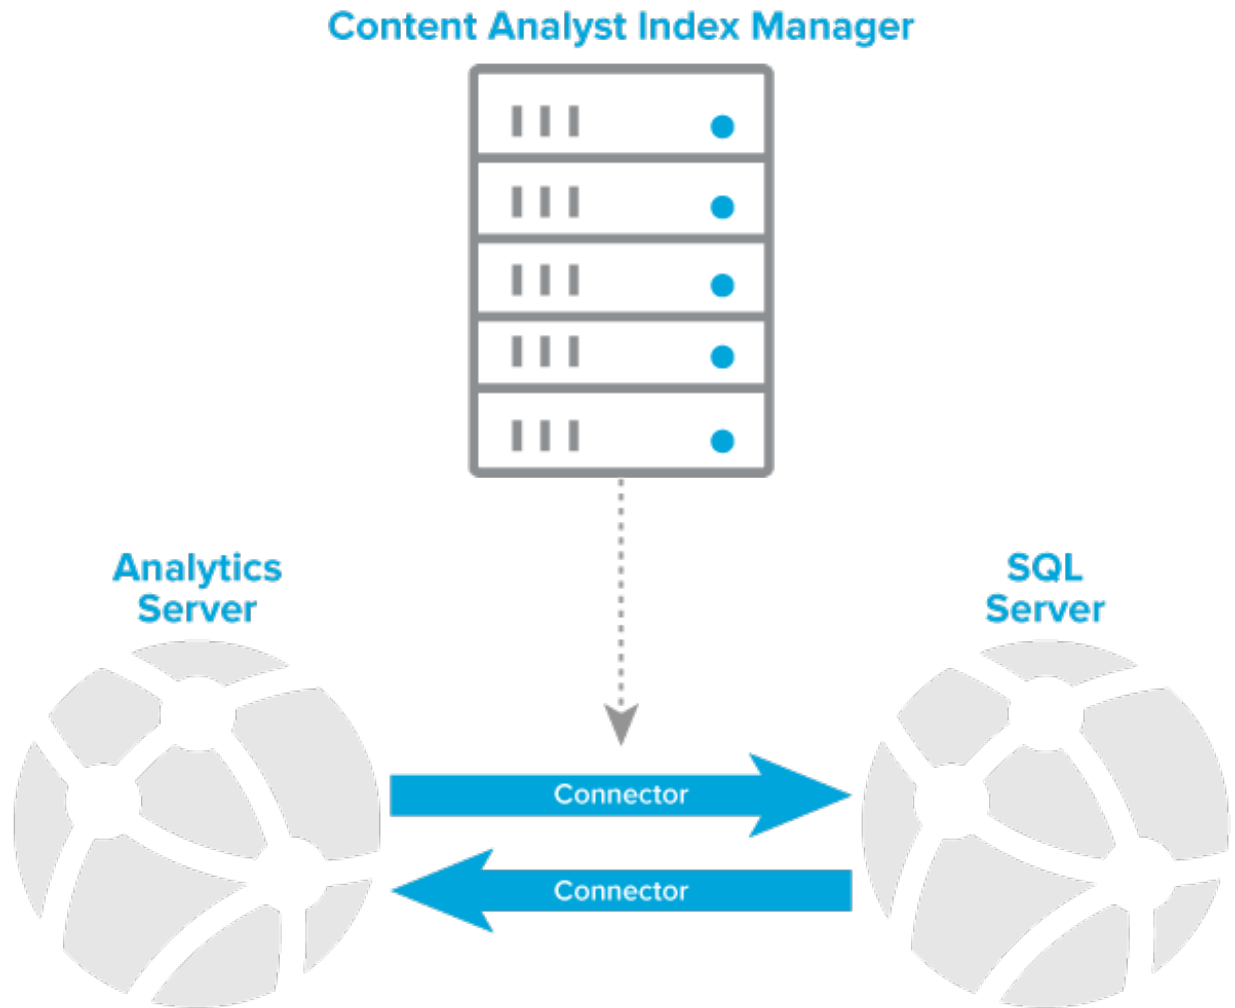 Content Analyst Index Manager
Analytics
Server
SQL
Server
Connector
Connector